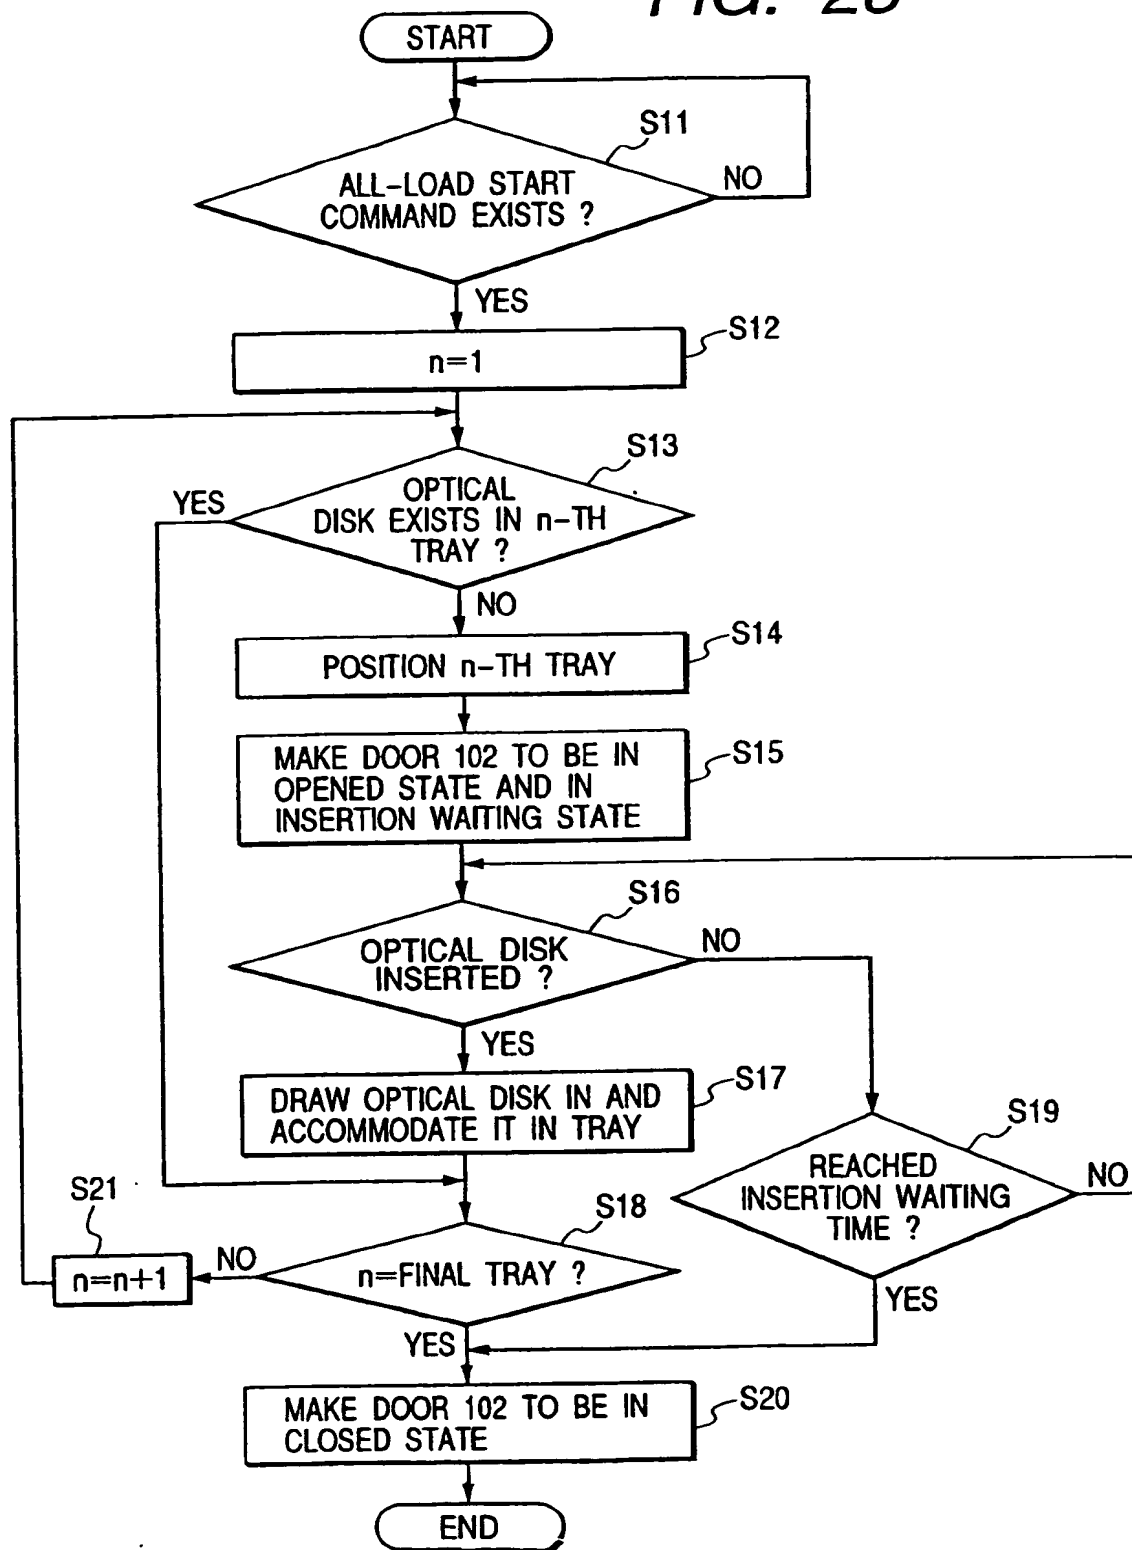 START
S11
ALL-LOAD START
COMMAND EXISTS ?
NO
YES
S12
n=1
S13
YES
OPTICAL
DISK EXISTS IN n-TH
TRAY ?
NO
S14
POSITION n-TH TRAY
S15
MAKE DOOR 102 TO BE IN
OPENED STATE AND IN
INSERTION WAITING STATE
S16
OPTICAL DISK
INSERTED ?
NO
YES
S17
DRAW OPTICAL DISK IN AND
ACCOMMODATE IT IN TRAY
S19
REACHED
INSERTION WAITING
TIME ?
NO
YES
S21
n=n+1
NO
S18
n=FINAL TRAY ?
YES
S20
MAKE DOOR 102 TO BE IN
CLOSED STATE
END